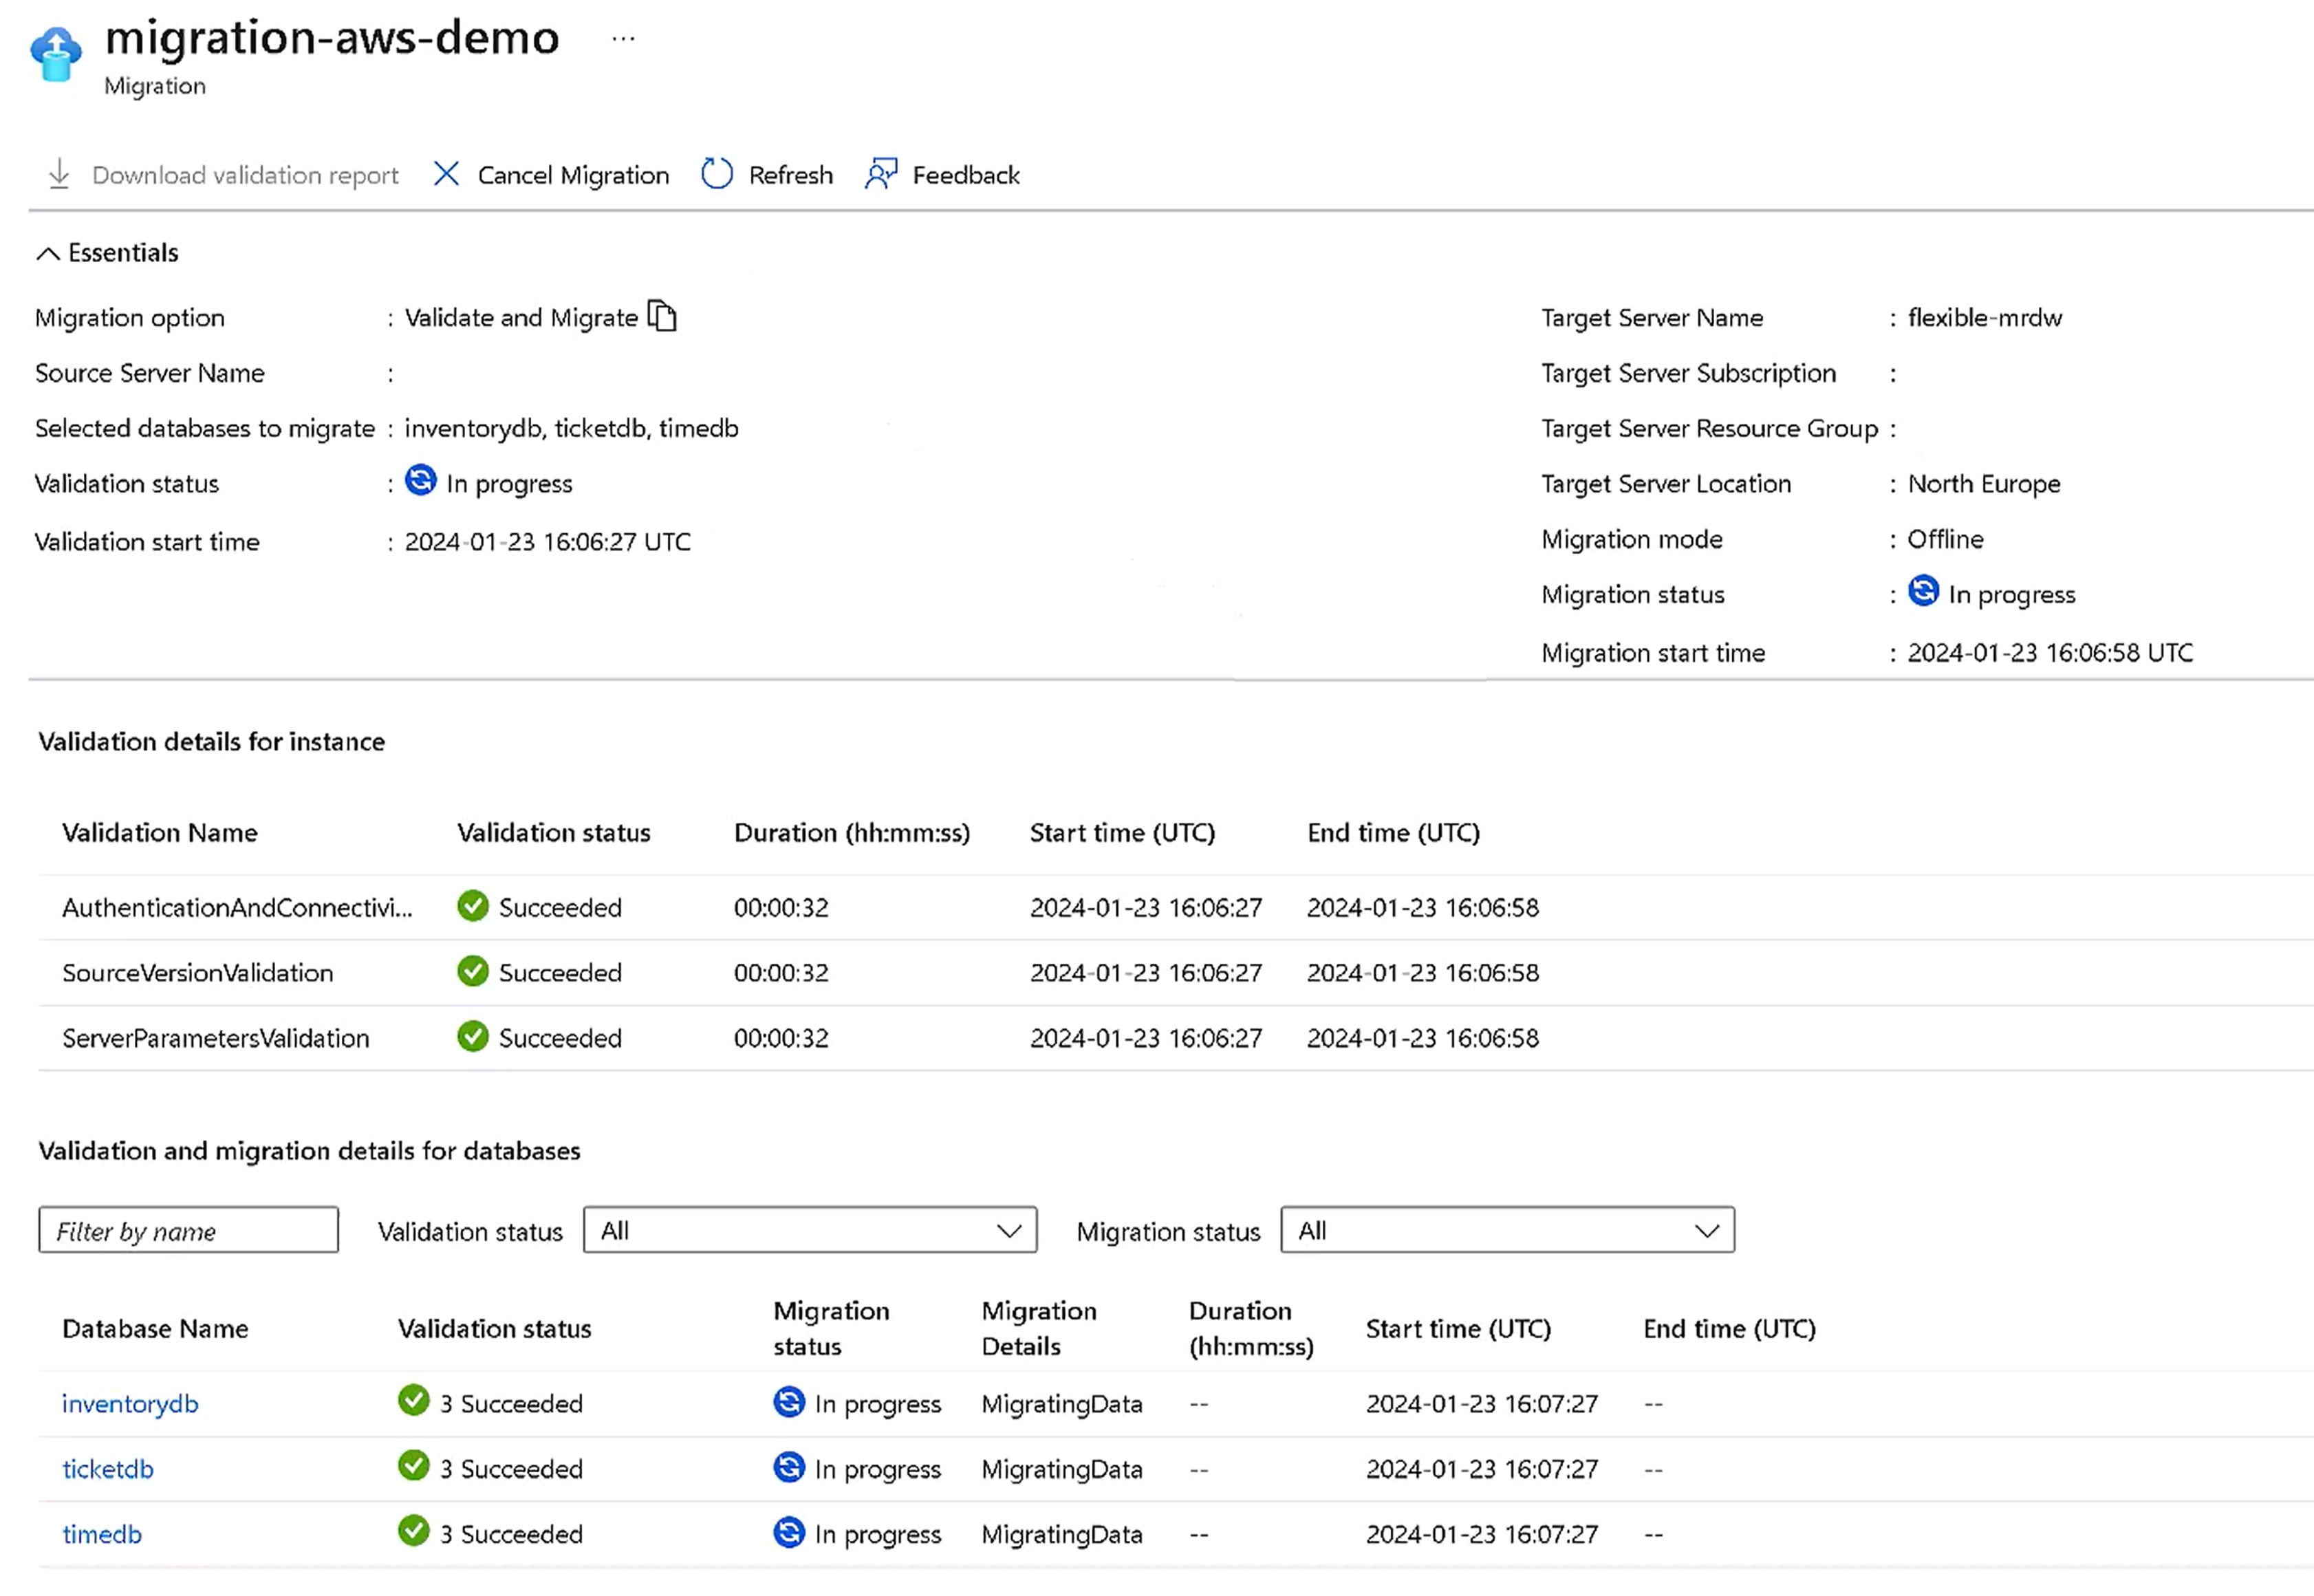 migration-aws-demo ...
Migration
Download validation report Cancel Migration Refresh Feedback
Essentials
Migration option : Validate and Migrate
Source Server Name :
Selected databases to migrate : inventorydb, ticketdb, timedb
Validation status : In progress
Validation start time : 2024-01-23 16:06:27 UTC
Target Server Name : flexible-mrdw
Target Server Subscription :
Target Server Resource Group :
Target Server Location : North Europe
Migration mode : Offline
Migration status : In progress
Migration start time : 2024-01-23 16:06:58 UTC
Validation details for instance
Validation Name Validation status Duration (hh:mm:ss) Start time (UTC) End time (UTC)
AuthenticationAndConnectivi... Succeeded 00:00:32 2024-01-23 16:06:27 2024-01-23 16:06:58
SourceVersionValidation Succeeded 00:00:32 2024-01-23 16:06:27 2024-01-23 16:06:58
ServerParametersValidation Succeeded 00:00:32 2024-01-23 16:06:27 2024-01-23 16:06:58
Validation and migration details for databases
Filter by name Validation status All Migration status All
Database Name Validation status Migration status Migration Details Duration (hh:mm:ss) Start time (UTC) End time (UTC)
inventorydb 3 Succeeded In progress MigratingData -- 2024-01-23 16:07:27 --
ticketdb 3 Succeeded In progress MigratingData -- 2024-01-23 16:07:27 --
timedb 3 Succeeded In progress MigratingData -- 2024-01-23 16:07:27 --